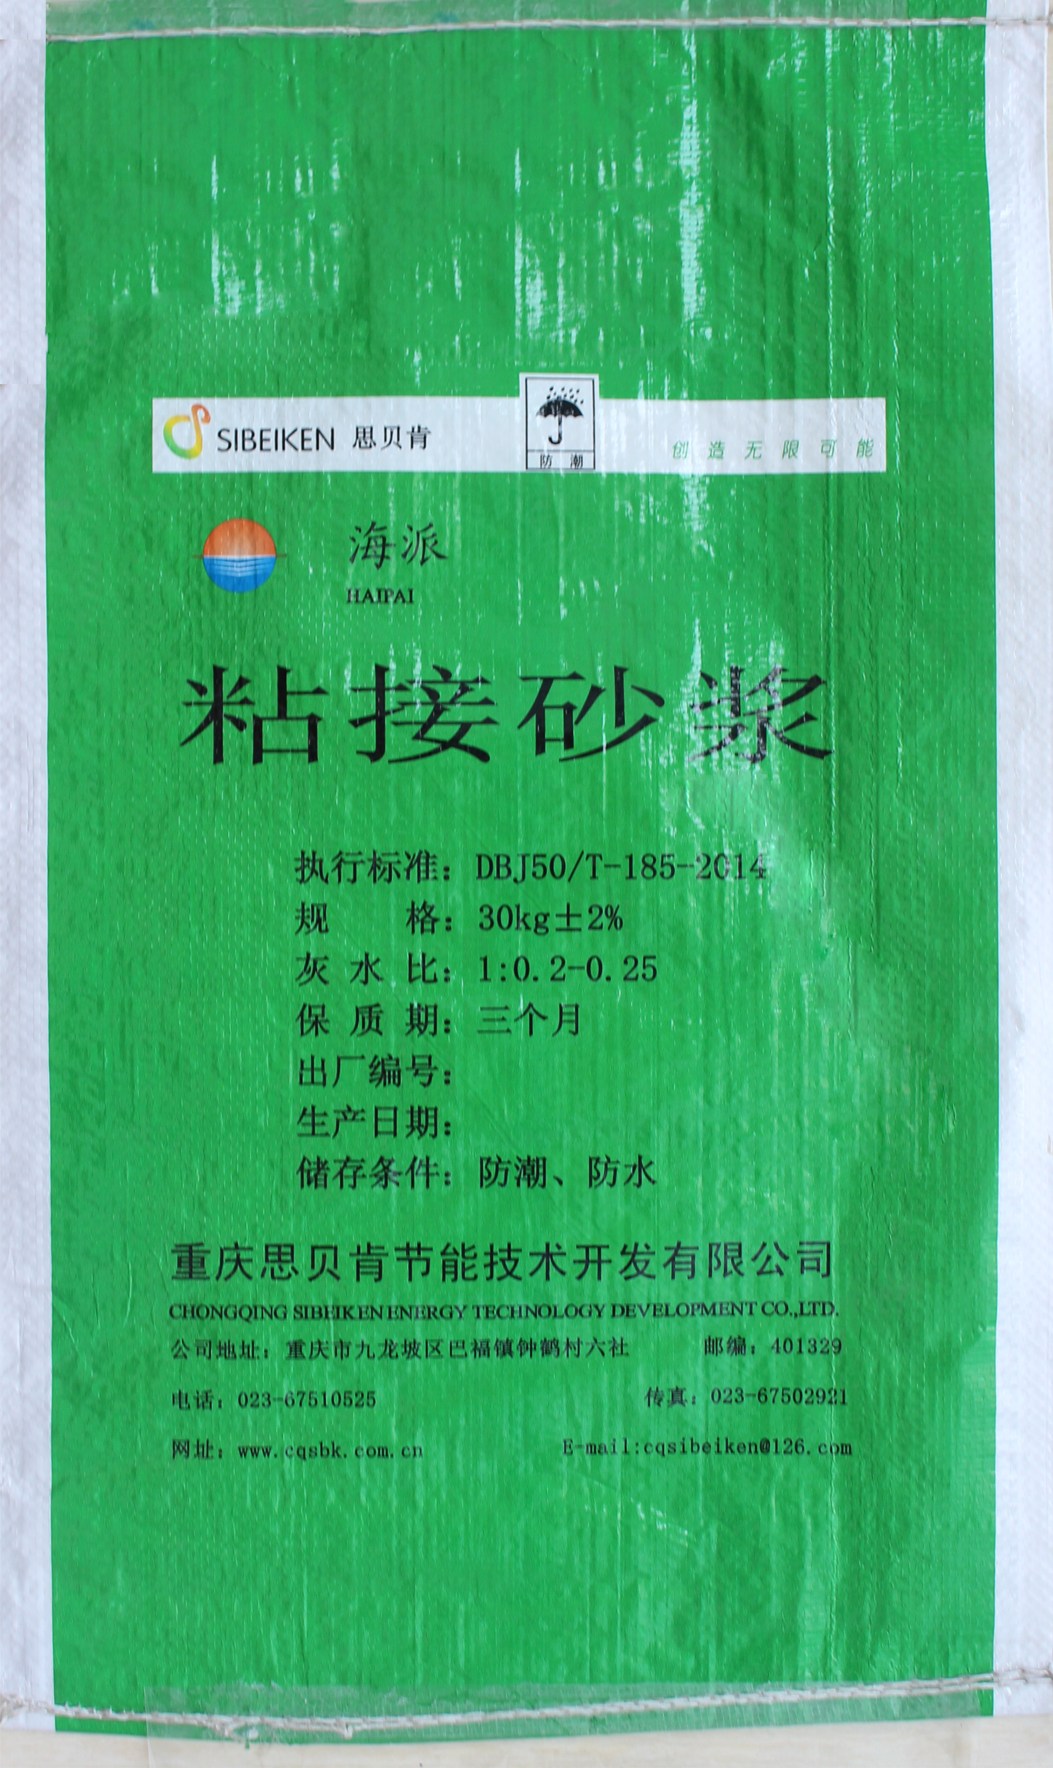 SIBEIKEN 思贝肯
防 潮
创 造 无 限 可 能
海派
HAIPAI
粘接砂浆
执行标准：DBJ50/T-185-2014
规 格：30kg±2%
灰 水 比：1:0.2-0.25
保 质 期：三个月
出厂编号：
生产日期：
储存条件：防潮、防水
重庆思贝肯节能技术开发有限公司
CHONGQING SIBEIKEN ENERGY TECHNOLOGY DEVELOPMENT CO.,LTD.
公司地址：重庆市九龙坡区巴福镇钟鹤村六社 邮编：401329
电话：023-67510525 传真：023-67502921
网址：www.cqsbk.com.cn E-mail:cqsibeiken@126.com